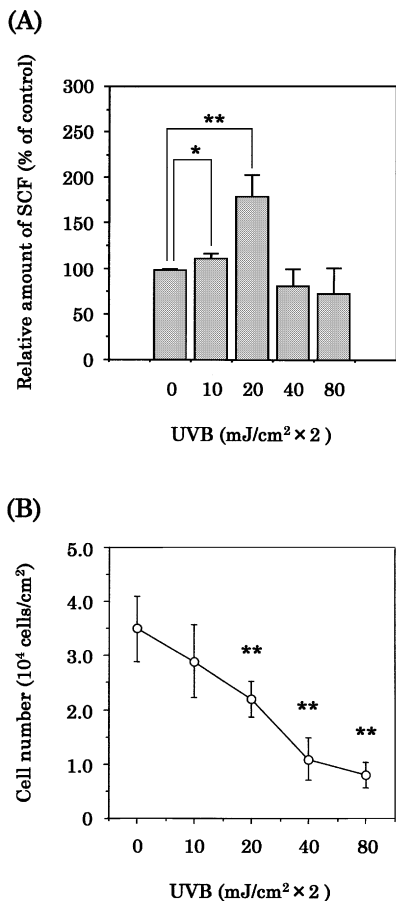 (A)
Relative amount of SCF (% of control)
300
250
200
150
100
50
0
**
*
0 10 20 40 80
UVB (mJ/cm² × 2 )
(B)
Cell number (10⁴ cells/cm²)
5.0
4.0
3.0
2.0
1.0
0
**
**
**
0 10 20 40 80
UVB (mJ/cm² × 2 )